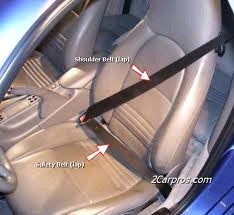 Shoulder Belt (lap)
Safety Belt (lap)
2Carpros.com